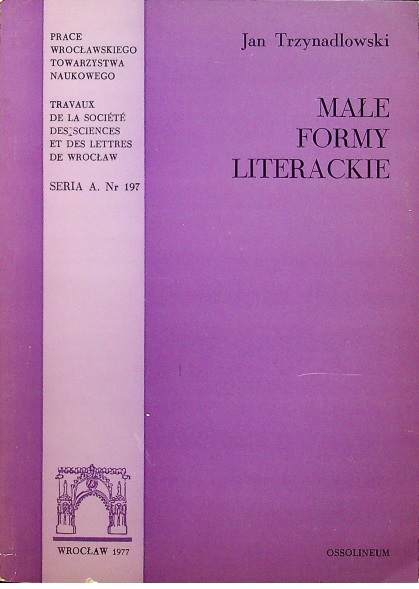 PRACE
WROCŁAWSKIEGO
TOWARZYSTWA
NAUKOWEGO
TRAVAUX
DE LA SOCIÉTÉ
DES SCIENCES
ET DES LETTRES
DE WROCŁAW
SERIA A. Nr 197
Jan Trzynadlowski
MAŁE
FORMY
LITERACKIE
WROCŁAW 1977
OSSOLINEUM